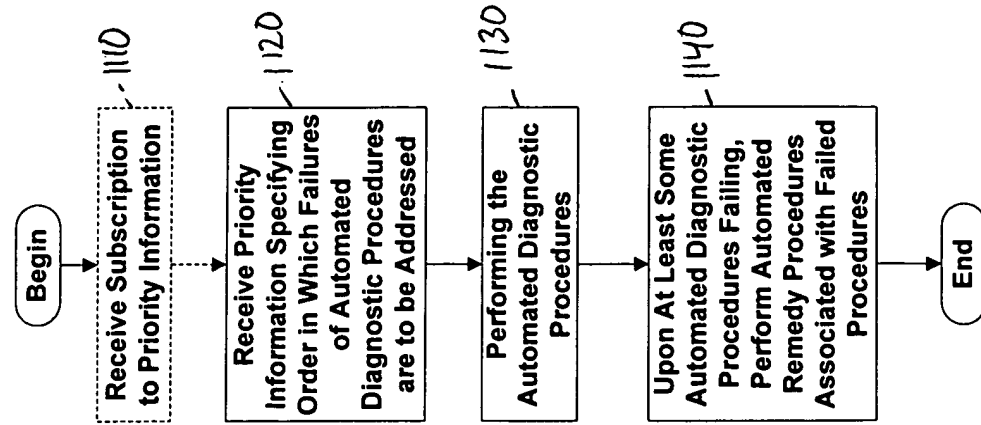 Begin
Receive Subscription
to Priority Information
1110
Receive Priority
Information Specifying
Order in Which Failures
of Automated
Diagnostic Procedures
are to be Addressed
1120
Performing the
Automated Diagnostic
Procedures
1130
Upon At Least Some
Automated Diagnostic
Procedures Failing,
Perform Automated
Remedy Procedures
Associated with Failed
Procedures
1140
End